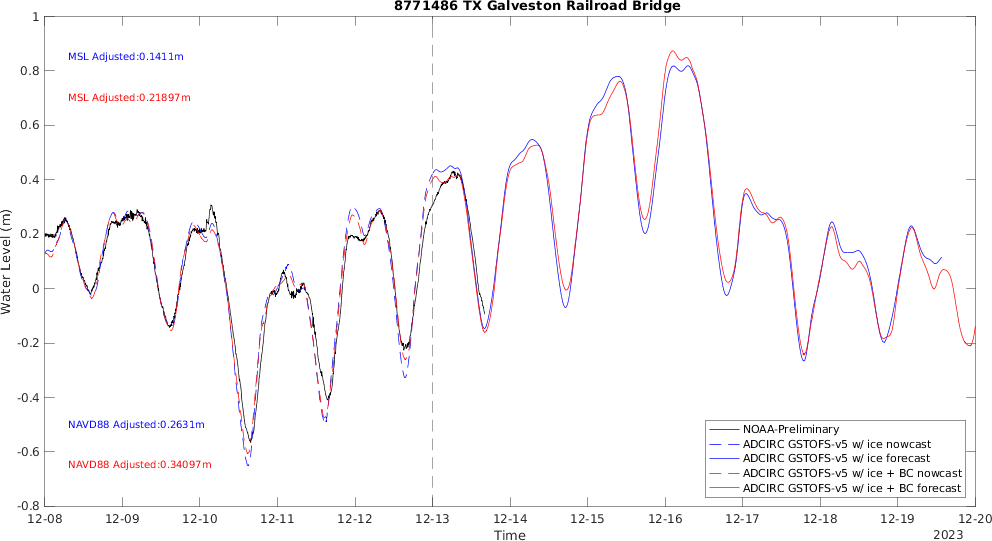 8771486 TX Galveston Railroad Bridge
1
0.8
0.6
0.4
0.2
0
-0.2
-0.4
-0.6
-0.8
Water Level (m)
MSL Adjusted:0.1411m
MSL Adjusted:0.21897m
NAVD88 Adjusted:0.2631m
NAVD88 Adjusted:0.34097m
NOAA-Preliminary
ADCIRC GSTOFS-v5 w/ ice nowcast
ADCIRC GSTOFS-v5 w/ ice forecast
ADCIRC GSTOFS-v5 w/ ice + BC nowcast
ADCIRC GSTOFS-v5 w/ ice + BC forecast
12-08 12-09 12-10 12-11 12-12 12-13 12-14 12-15 12-16 12-17 12-18 12-19 12-20
Time
2023